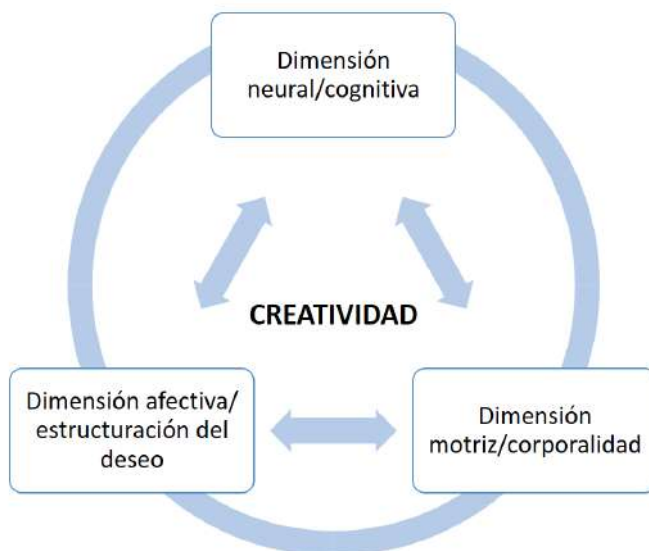 Dimensión
neural/cognitiva
CREATIVIDAD
Dimensión afectiva/
estructuración del
deseo
Dimensión
motriz/corporalidad